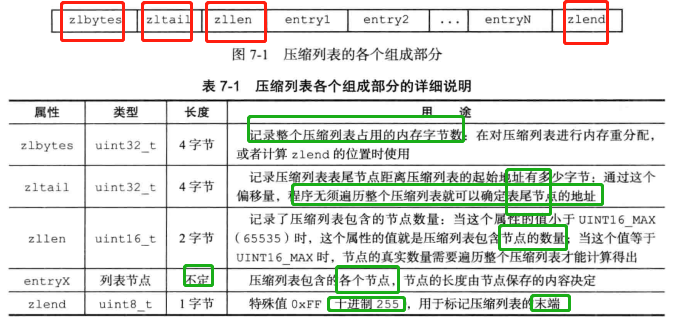 zlbytes zltail zllen entry1 entry2 ... entryN zlend
图 7-1 压缩列表的各个组成部分
表 7-1 压缩列表各个组成部分的详细说明
属性 类型 长度 用 途
zlbytes uint32_t 4 字节 记录整个压缩列表占用的内存字节数：在对压缩列表进行内存重分配，
或者计算 zlend 的位置时使用
zltail uint32_t 4 字节 记录压缩列表表尾节点距离压缩列表的起始地址有多少字节：通过这个
偏移量，程序无须遍历整个压缩列表就可以确定表尾节点的地址
zllen uint16_t 2 字节 记录了压缩列表包含的节点数量：当这个属性的值小于 UINT16_MAX
（65535）时，这个属性的值就是压缩列表包含节点的数量；当这个值等于
UINT16_MAX 时，节点的真实数量需要遍历整个压缩列表才能计算得出
entryX 列表节点 不定 压缩列表包含的各个节点，节点的长度由节点保存的内容决定
zlend uint8_t 1 字节 特殊值 0xFF（十进制 255），用于标记压缩列表的末端